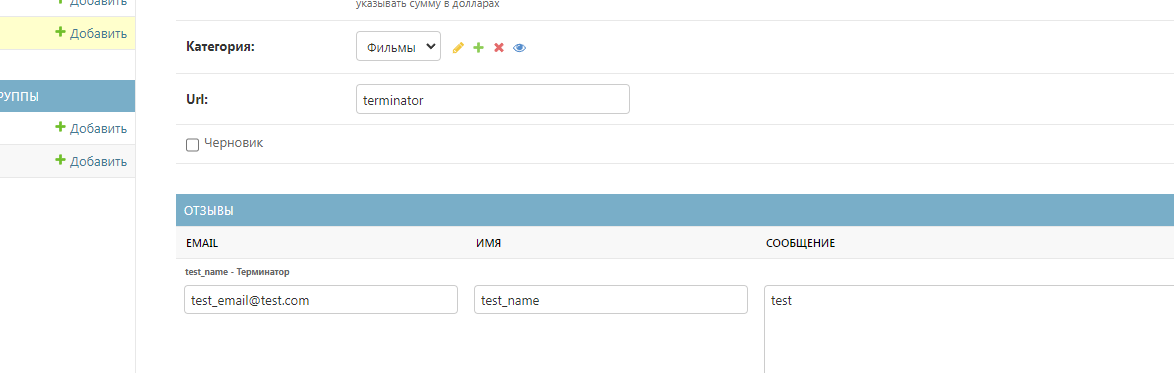 Добавить
указывать сумму в долларах
Добавить
Категория: Фильмы
РУППЫ
Url: terminator
Добавить
Черновик
Добавить
ОТЗЫВЫ
EMAIL ИМЯ СООБЩЕНИЕ
test_name - Терминатор
test_email@test.com test_name test